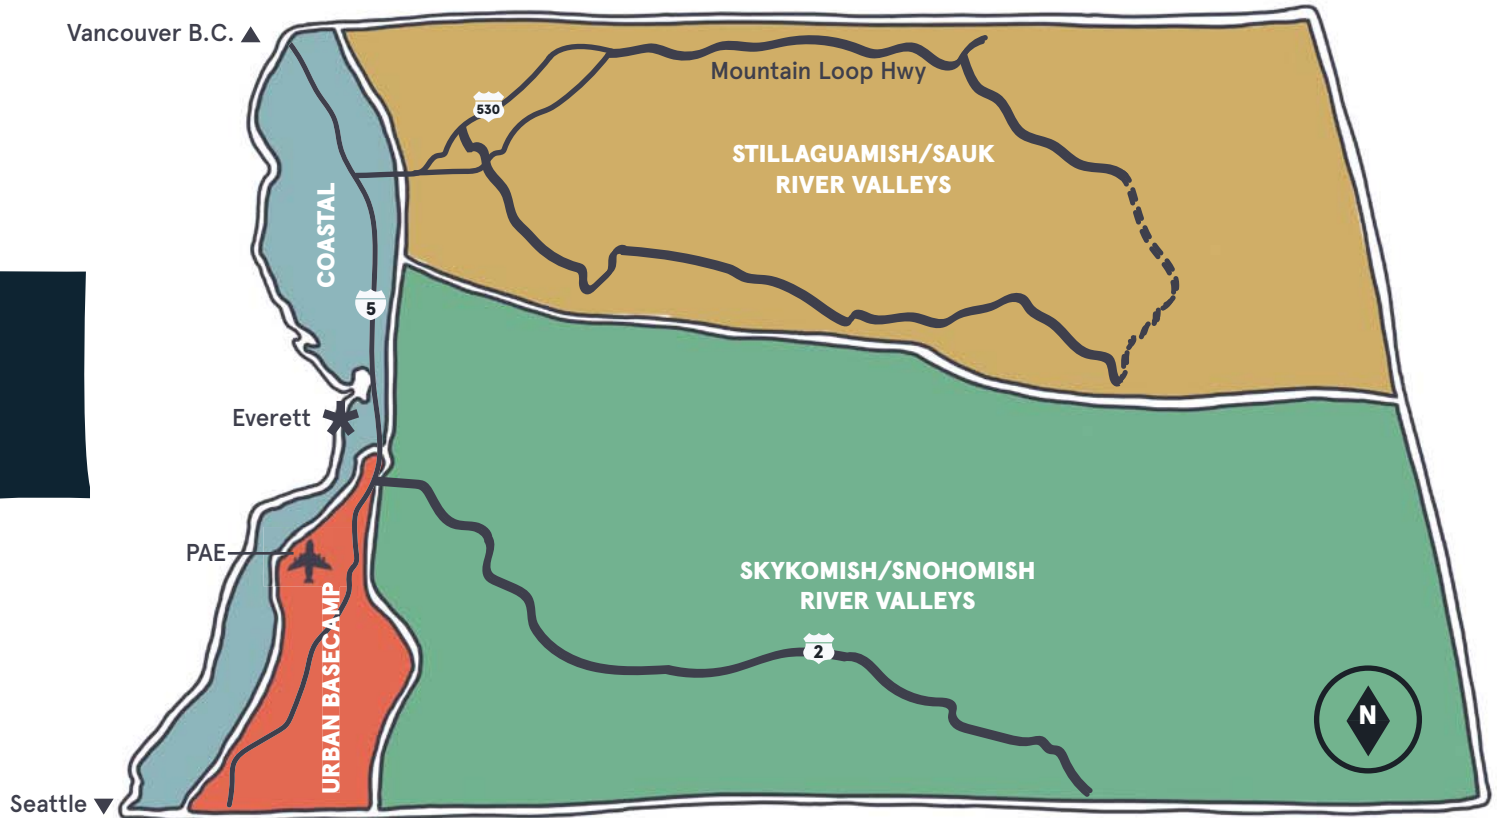 Vancouver B.C.
Mountain Loop Hwy
530
STILLAGUAMISH/SAUK
RIVER VALLEYS
COASTAL
5
Everett
PAE
SKYKOMISH/SNOHOMISH
RIVER VALLEYS
URBAN BASECAMP
2
N
Seattle